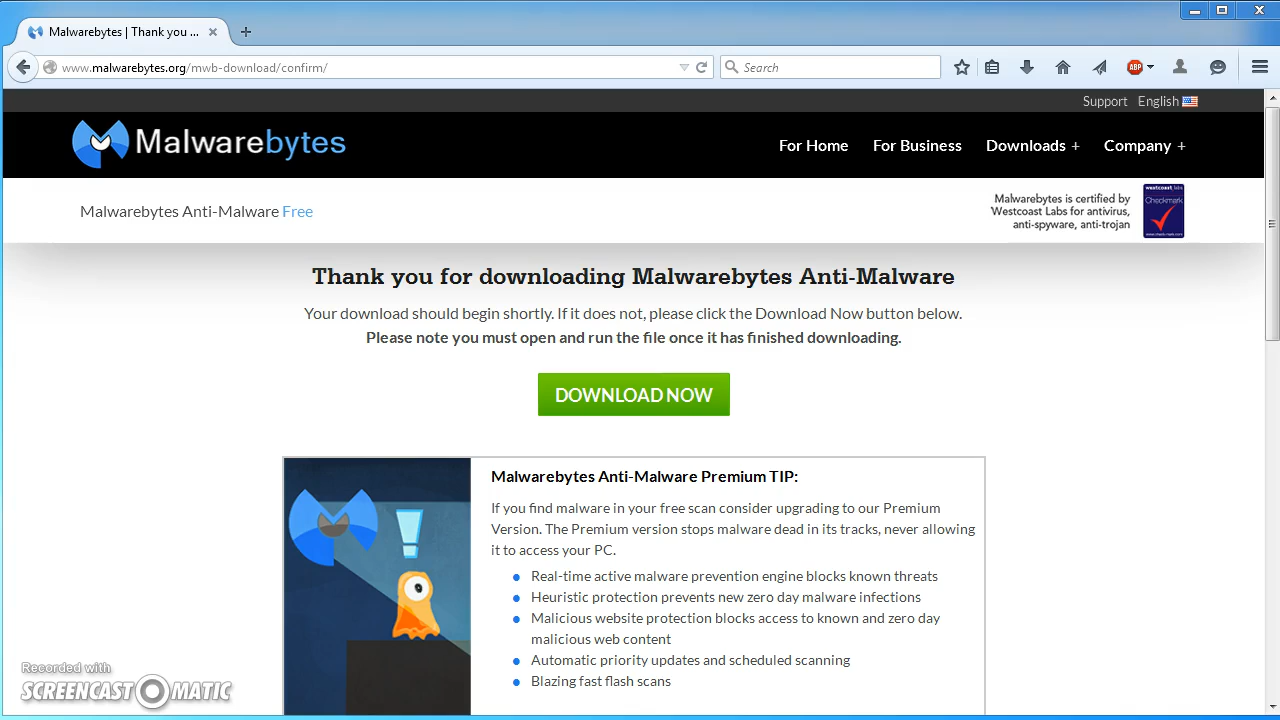 Malwarebytes | Thank you ...
www.malwarebytes.org/mwb-download/confirm/
Search
ABP
Support English
Malwarebytes
For Home For Business Downloads + Company +
Malwarebytes Anti-Malware Free
Malwarebytes is certified by
Westcoast Labs for antivirus,
anti-spyware, anti-trojan
westcoast labs
Checkmark
Thank you for downloading Malwarebytes Anti-Malware
Your download should begin shortly. If it does not, please click the Download Now button below.
Please note you must open and run the file once it has finished downloading.
DOWNLOAD NOW
Malwarebytes Anti-Malware Premium TIP:
If you find malware in your free scan consider upgrading to our Premium
Version. The Premium version stops malware dead in its tracks, never allowing
it to access your PC.
Real-time active malware prevention engine blocks known threats
Heuristic protection prevents new zero day malware infections
Malicious website protection blocks access to known and zero day
malicious web content
Automatic priority updates and scheduled scanning
Blazing fast flash scans
Recorded with
SCREENCAST MATIC